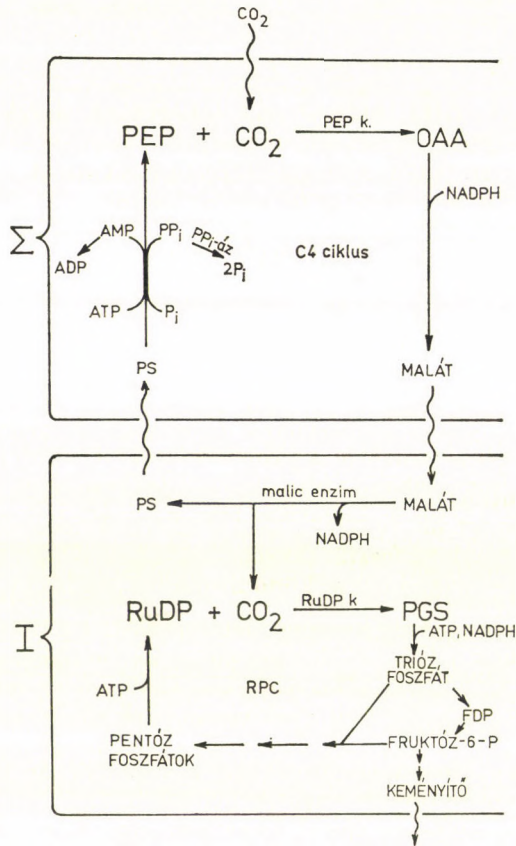 CO2
PEP + CO2 PEP k. OAA
NADPH
AMP PPi PPi-áz
ADP 2Pi C4 ciklus
ATP Pi
PS MALÁT
M
PS malic enzim MALÁT
NADPH
RuDP + CO2 RuDP k PGS
ATP, NADPH
TRIÓZ,
FOSZFÁT
ATP RPC
FDP
PENTÓZ
FOSZFÁTOK
FRUKTÓZ-6-P
KEMÉNYÍTŐ
I